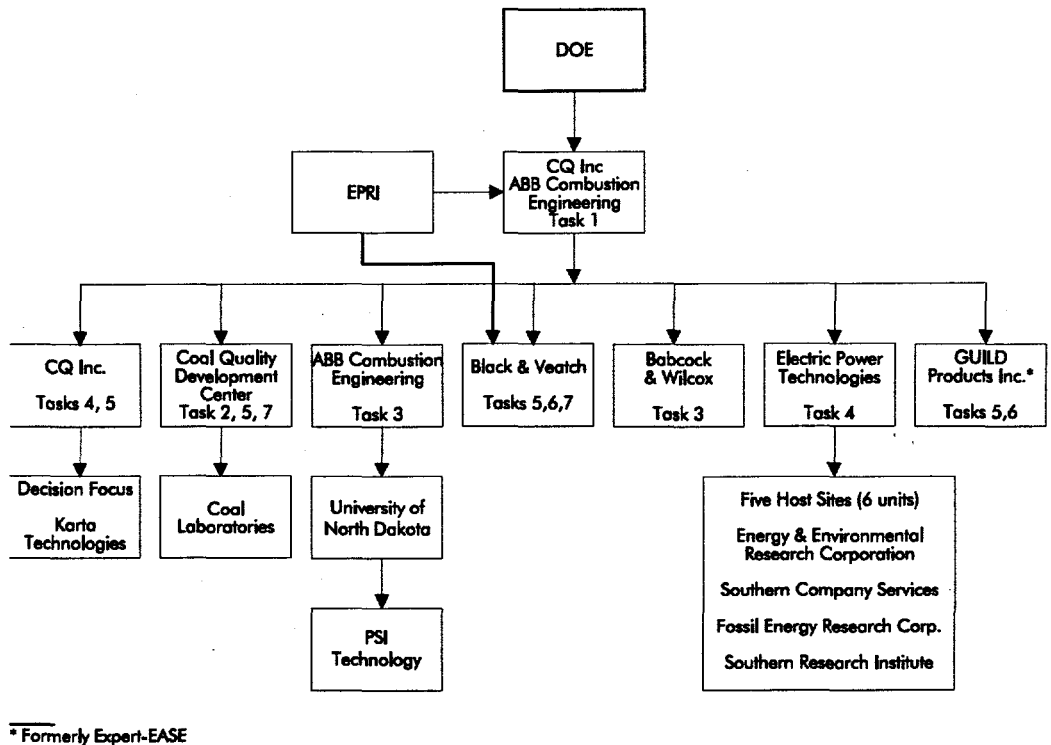 DOE
EPRI
CQ Inc
ABB Combustion
Engineering
Task 1
CQ Inc.
Tasks 4, 5
Coal Quality
Development
Center
Task 2, 5, 7
ABB Combustion
Engineering
Task 3
Black & Veatch
Tasks 5,6,7
Babcock
& Wilcox
Task 3
Electric Power
Technologies
Task 4
GUILD
Products Inc.*
Tasks 5,6
Decision Focus
Karta
Technologies
Coal
Laboratories
University of
North Dakota
PSI
Technology
Five Host Sites (6 units)
Energy & Environmental
Research Corporation
Southern Company Services
Fossil Energy Research Corp.
Southern Research Institute
* Formerly Expert-EASE